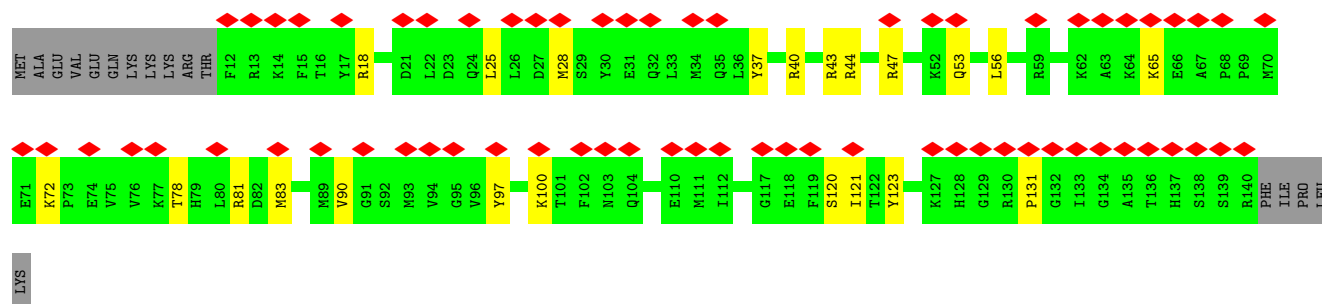 MET ALA GLU VAL GLU GLN LYS LYS LYS ARG THR F12 R13 K14 F15 T16 Y17 R18 D21 L22 D23 Q24 L25 L26 D27 M28 S29 Y30 E31 Q32 L33 M34 Q35 L36 Y37 R40 R43 R44 R47 K52 Q53 L56 R59 K62 A63 K64 K65 E66 A67 P68 P69 M70
E71 K72 P73 E74 V75 V76 K77 T78 H79 L80 R81 D82 M83 M89 V90 G91 S92 M93 V94 G95 V96 Y97 K100 T101 F102 N103 Q104 E110 M111 I112 G117 E118 F119 S120 I121 T122 Y123 K127 H128 G129 R130 P131 G132 I133 G134 A135 T136 H137 S138 S139 R140 PHE ILE PRO LEU
LYS